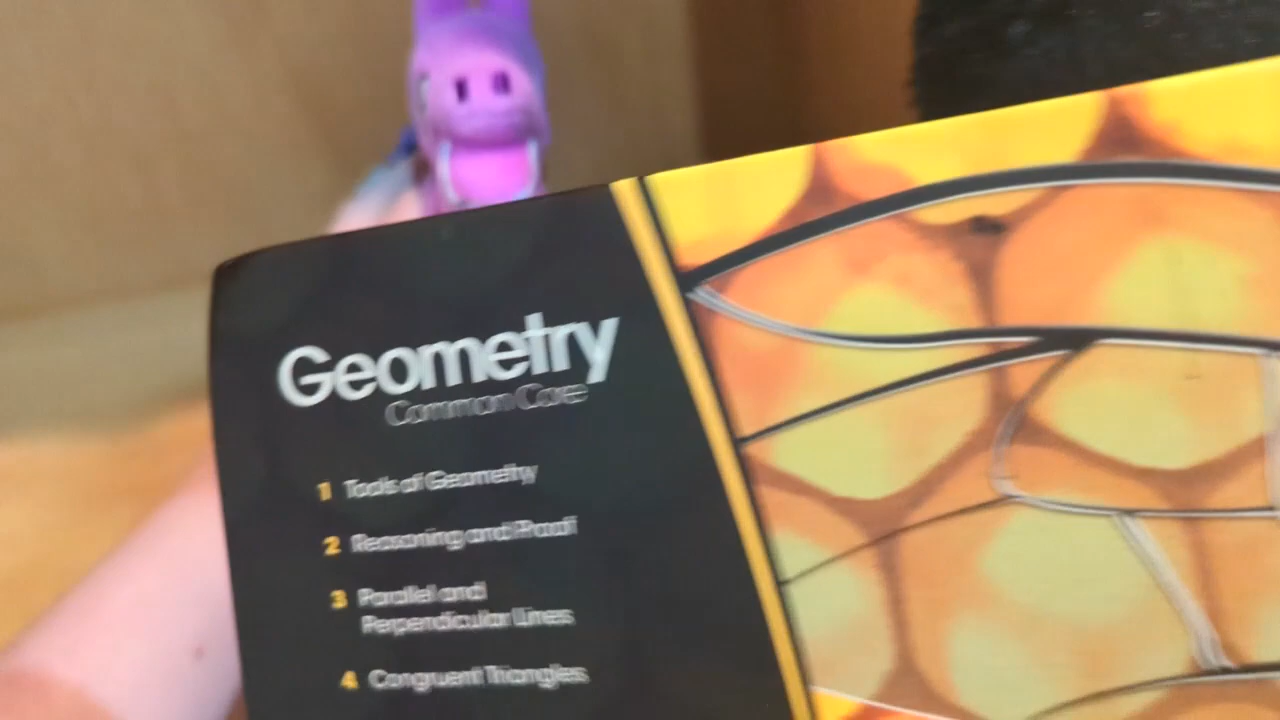 Geometry
Common Core
1 Tools of Geometry
2 Reasoning and Proof
3 Parallel and
Perpendicular Lines
4 Congruent Triangles